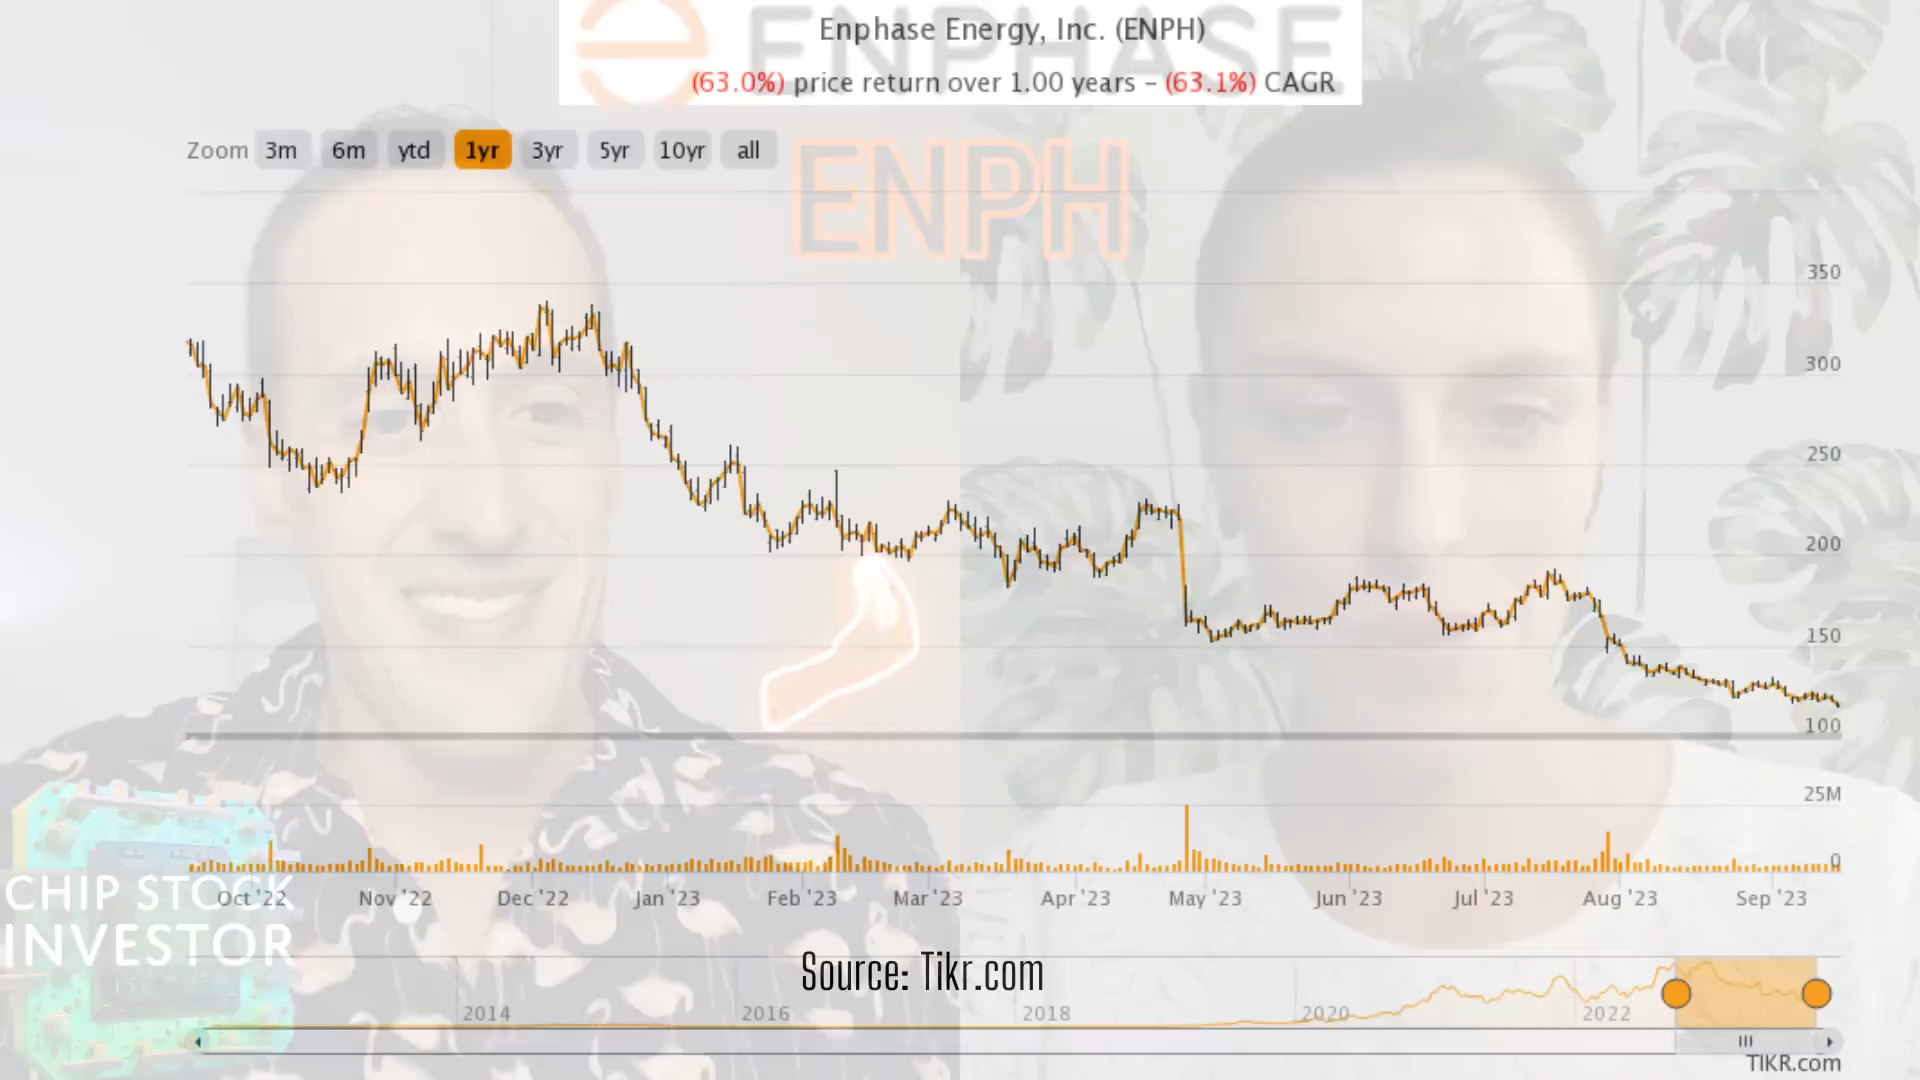 ENPHASE
Enphase Energy, Inc. (ENPH)
(63.0%) price return over 1.00 years – (63.1%) CAGR
Zoom 3m 6m ytd 1yr 3yr 5yr 10yr all
ENPH
350
300
250
200
150
100
25M
0
Oct '22 Nov '22 Dec '22 Jan '23 Feb '23 Mar '23 Apr '23 May '23 Jun '23 Jul '23 Aug '23 Sep '23
CHIP STOCK
INVESTOR
Source: Tikr.com
2014 2016 2018 2020 2022
TIKR.com